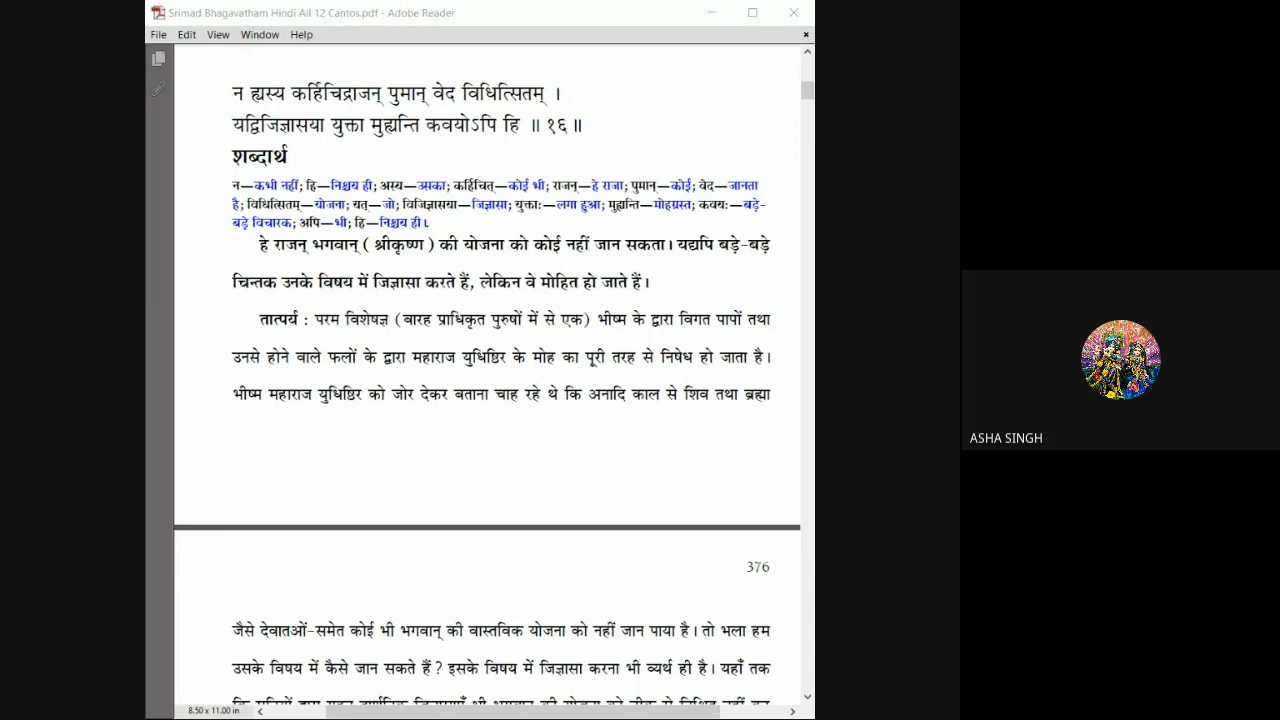 Srimad Bhagavatham Hindi All 12 Cantos.pdf - Adobe Reader
File Edit View Window Help
न ह्यस्य कर्हिचिद्राजन् पुमान् वेद विधित्सितम् ।
यद्विजिज्ञासया युक्ता मुह्यन्ति कवयोऽपि हि ॥ १६॥
शब्दार्थ
न—कभी नहीं; हि—निश्चय ही; अस्य—उसका; कर्हिचित्—कोई भी; राजन्—हे राजा; पुमान्—कोई; वेद—जानता
है; विधित्सितम्—योजना; यत्—जो; विजिज्ञासया—जिज्ञासा; युक्ताः—लगा हुआ; मुह्यन्ति—मोहग्रस्त; कवयः—बड़े-
बड़े विचारक; अपि—भी; हि—निश्चय ही।
हे राजन् भगवान् ( श्रीकृष्ण ) की योजना को कोई नहीं जान सकता। यद्यपि बड़े-बड़े
चिन्तक उनके विषय में जिज्ञासा करते हैं, लेकिन वे मोहित हो जाते हैं।
तात्पर्य : परम विशेषज्ञ (बारह प्राधिकृत पुरुषों में से एक) भीष्म के द्वारा विगत पापों तथा
उनसे होने वाले फलों के द्वारा महाराज युधिष्ठिर के मोह का पूरी तरह से निषेध हो जाता है।
भीष्म महाराज युधिष्ठिर को जोर देकर बताना चाह रहे थे कि अनादि काल से शिव तथा ब्रह्मा
376
जैसे देवातओं-समेत कोई भी भगवान् की वास्तविक योजना को नहीं जान पाया है। तो भला हम
उसके विषय में कैसे जान सकते हैं? इसके विषय में जिज्ञासा करना भी व्यर्थ ही है। यहाँ तक
8.50 x 11.00 in
ASHA SINGH